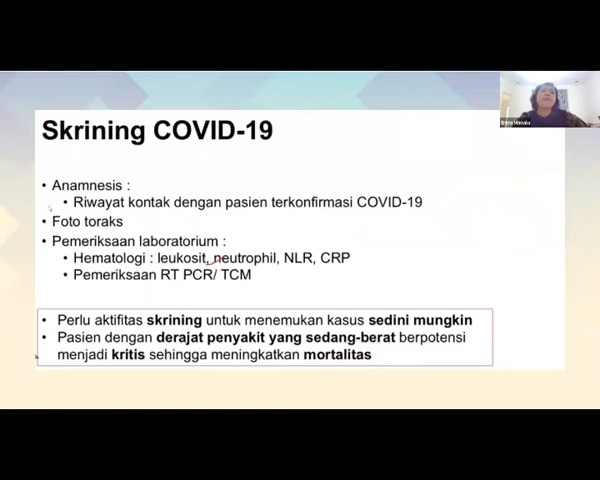 Skrining COVID-19
• Anamnesis :
• Riwayat kontak dengan pasien terkonfirmasi COVID-19
• Foto toraks
• Pemeriksaan laboratorium :
• Hematologi : leukosit, neutrophil, NLR, CRP
• Pemeriksaan RT PCR/ TCM
• Perlu aktifitas skrining untuk menemukan kasus sedini mungkin
• Pasien dengan derajat penyakit yang sedang-berat berpotensi
menjadi kritis sehingga meningkatkan mortalitas